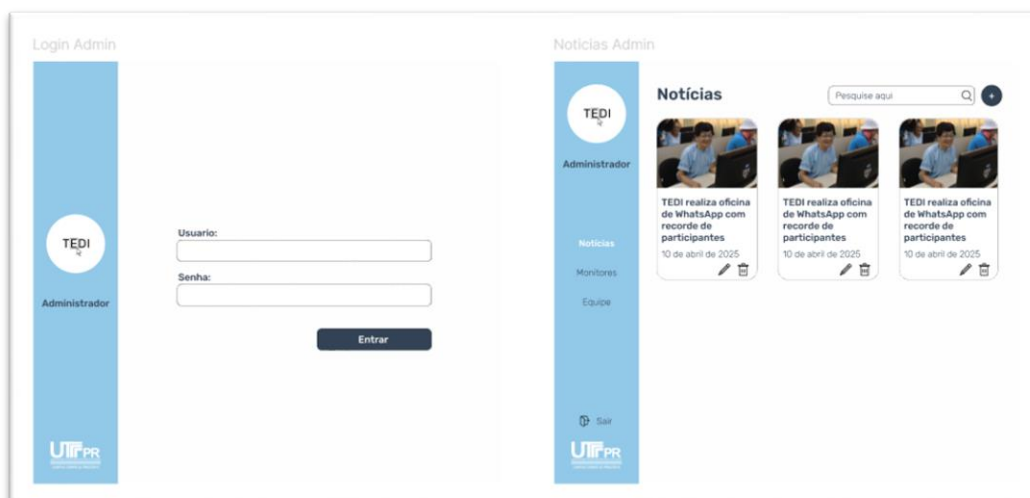 Login Admin
TEDI
Administrador
Usuario:
Senha:
Entrar
UTFPR
Noticias Admin
TEDI
Administrador
Notícias
Monitores
Equipe
Sair
UTFPR
Notícias
Pesquise aqui
+
TEDI realiza oficina
de WhatsApp com
recorde de
participantes
10 de abril de 2025
TEDI realiza oficina
de WhatsApp com
recorde de
participantes
10 de abril de 2025
TEDI realiza oficina
de WhatsApp com
recorde de
participantes
10 de abril de 2025